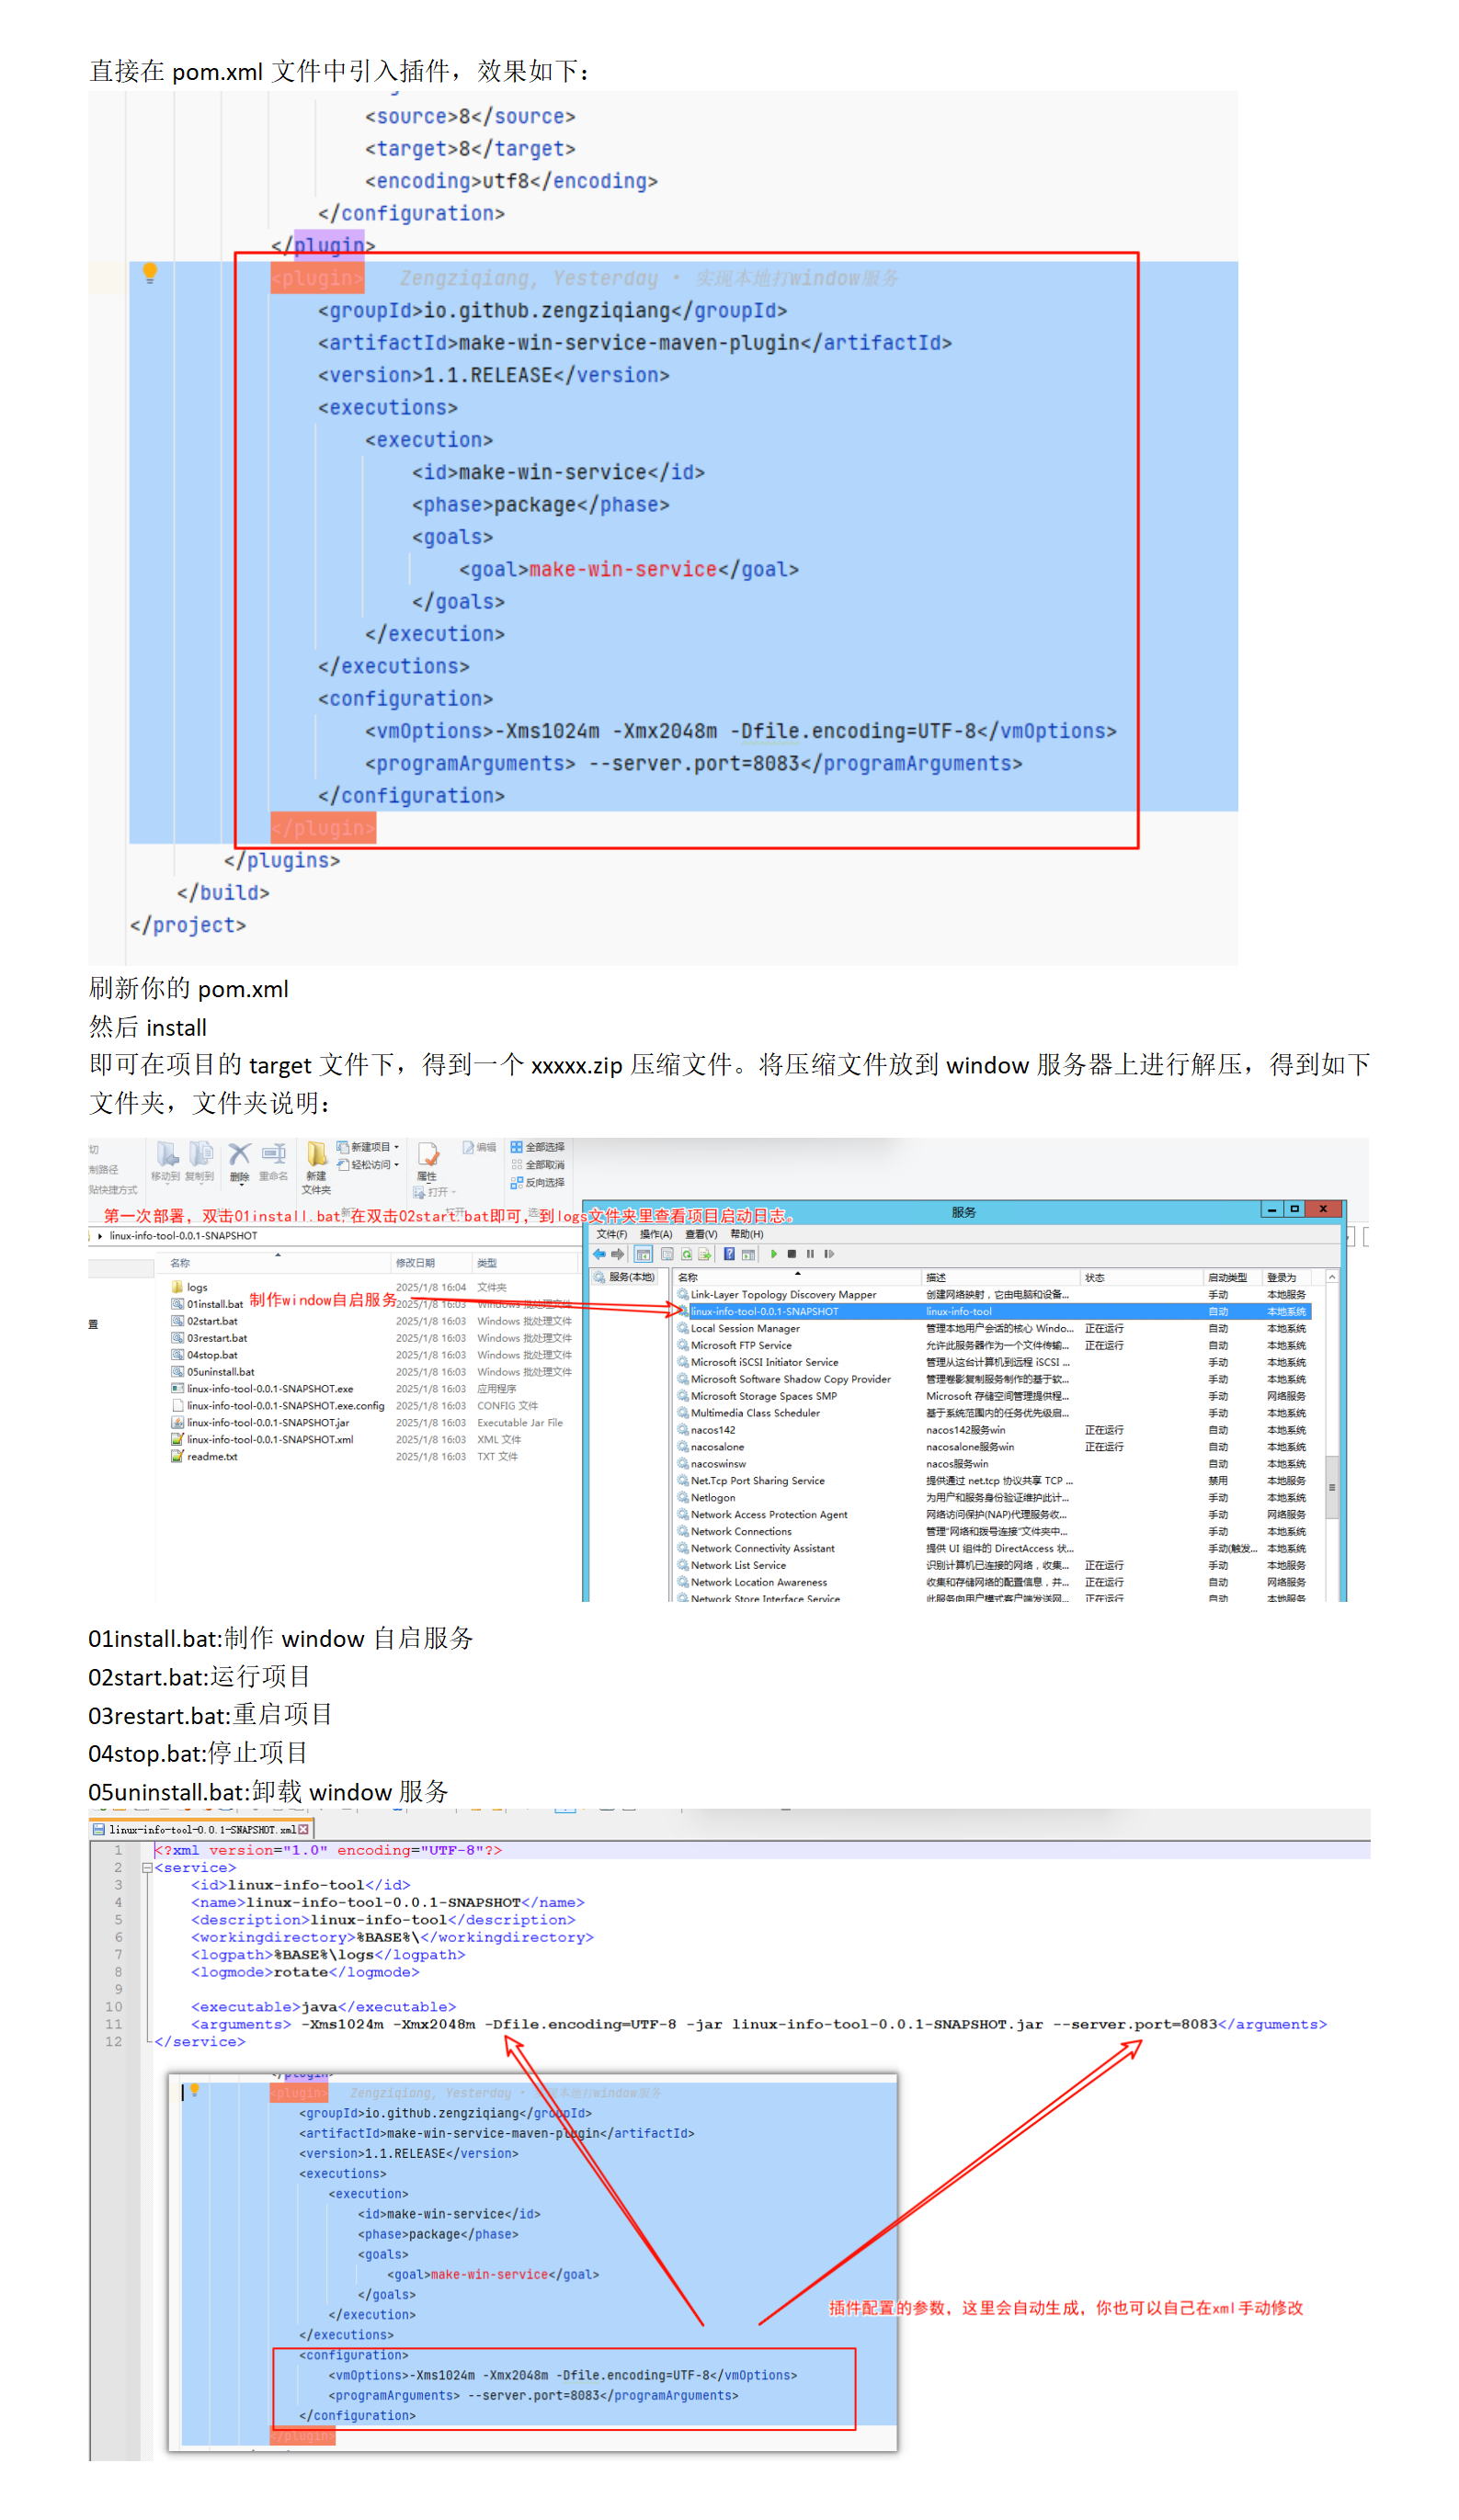 直接在 pom.xml 文件中引入插件，效果如下：
<source>8</source>
<target>8</target>
<encoding>utf8</encoding>
</configuration>
</plugin>
<plugin> Zengziqiang, Yesterday • 实现本地打window服务
<groupId>io.github.zengziqiang</groupId>
<artifactId>make-win-service-maven-plugin</artifactId>
<version>1.1.RELEASE</version>
<executions>
<execution>
<id>make-win-service</id>
<phase>package</phase>
<goals>
<goal>make-win-service</goal>
</goals>
</execution>
</executions>
<configuration>
<vmOptions>-Xms1024m -Xmx2048m -Dfile.encoding=UTF-8</vmOptions>
<programArguments> --server.port=8083</programArguments>
</configuration>
</plugin>
</plugins>
</build>
</project>
刷新你的 pom.xml
然后 install
即可在项目的 target 文件下，得到一个 xxxxx.zip 压缩文件。将压缩文件放到 window 服务器上进行解压，得到如下
文件夹，文件夹说明：
切
制路径
贴快捷方式
移动到 复制到 删除 重命名
新建
文件夹
新建项目
轻松访问
属性
打开
编辑
全部选择
全部取消
反向选择
第一次部署，双击01install.bat,在双击02start.bat即可，到logs文件夹里查看项目启动日志。
linux-info-tool-0.0.1-SNAPSHOT
名称 修改日期 类型
logs 2025/1/8 16:04 文件夹
01install.bat 2025/1/8 16:03 Windows 批处理文件
制作window自启服务
02start.bat 2025/1/8 16:03 Windows 批处理文件
03restart.bat 2025/1/8 16:03 Windows 批处理文件
04stop.bat 2025/1/8 16:03 Windows 批处理文件
05uninstall.bat 2025/1/8 16:03 Windows 批处理文件
linux-info-tool-0.0.1-SNAPSHOT.exe 2025/1/8 16:03 应用程序
linux-info-tool-0.0.1-SNAPSHOT.exe.config 2025/1/8 16:03 CONFIG 文件
linux-info-tool-0.0.1-SNAPSHOT.jar 2025/1/8 16:03 Executable Jar File
linux-info-tool-0.0.1-SNAPSHOT.xml 2025/1/8 16:03 XML 文件
readme.txt 2025/1/8 16:03 TXT 文件
置
服务
文件(F) 操作(A) 查看(V) 帮助(H)
服务(本地)
名称 描述 状态 启动类型 登录为
Link-Layer Topology Discovery Mapper 创建网络映射，它由电脑和设备... 手动 本地服务
linux-info-tool-0.0.1-SNAPSHOT linux-info-tool 自动 本地系统
Local Session Manager 管理本地用户会话的核心 Windo... 正在运行 自动 本地系统
Microsoft FTP Service 允许此服务器作为一个文件传输... 正在运行 自动 本地系统
Microsoft iSCSI Initiator Service 管理从这台计算机到远程 iSCSI ... 手动 本地系统
Microsoft Software Shadow Copy Provider 管理卷影复制服务制作的基于软... 手动 本地系统
Microsoft Storage Spaces SMP Microsoft 存储空间管理提供程... 手动 网络服务
Multimedia Class Scheduler 基于系统范围内的任务优先级启... 手动 本地系统
nacos142 nacos142服务win 正在运行 自动 本地系统
nacosalone nacosalone服务win 正在运行 自动 本地系统
nacoswinsw nacos服务win 自动 本地系统
Net.Tcp Port Sharing Service 提供通过 net.tcp 协议共享 TCP ... 禁用 本地服务
Netlogon 为用户和服务身份验证维护此计... 手动 本地系统
Network Access Protection Agent 网络访问保护(NAP)代理服务收... 手动 网络服务
Network Connections 管理“网络和拨号连接”文件夹中... 手动 本地系统
Network Connectivity Assistant 提供 UI 组件的 DirectAccess 状... 手动(触发... 本地系统
Network List Service 识别计算机已连接的网络，收集... 正在运行 手动 本地服务
Network Location Awareness 收集和存储网络的配置信息，并... 正在运行 自动 网络服务
Network Store Interface Service 此服务向用户模式客户端发送网... 正在运行 自动 本地服务
01install.bat:制作 window 自启服务
02start.bat:运行项目
03restart.bat:重启项目
04stop.bat:停止项目
05uninstall.bat:卸载 window 服务
linux-info-tool-0.0.1-SNAPSHOT.xml
1 <?xml version="1.0" encoding="UTF-8"?>
2 <service>
3 <id>linux-info-tool</id>
4 <name>linux-info-tool-0.0.1-SNAPSHOT</name>
5 <description>linux-info-tool</description>
6 <workingdirectory>%BASE%\</workingdirectory>
7 <logpath>%BASE%\logs</logpath>
8 <logmode>rotate</logmode>
9
10 <executable>java</executable>
11 <arguments> -Xms1024m -Xmx2048m -Dfile.encoding=UTF-8 -jar linux-info-tool-0.0.1-SNAPSHOT.jar --server.port=8083</arguments>
12 </service>
</plugin>
<plugin> Zengziqiang, Yesterday • 实现本地打window服务
<groupId>io.github.zengziqiang</groupId>
<artifactId>make-win-service-maven-plugin</artifactId>
<version>1.1.RELEASE</version>
<executions>
<execution>
<id>make-win-service</id>
<phase>package</phase>
<goals>
<goal>make-win-service</goal>
</goals>
</execution>
</executions>
<configuration>
<vmOptions>-Xms1024m -Xmx2048m -Dfile.encoding=UTF-8</vmOptions>
<programArguments> --server.port=8083</programArguments>
</configuration>
</plugin>
插件配置的参数，这里会自动生成，你也可以自己在xml手动修改